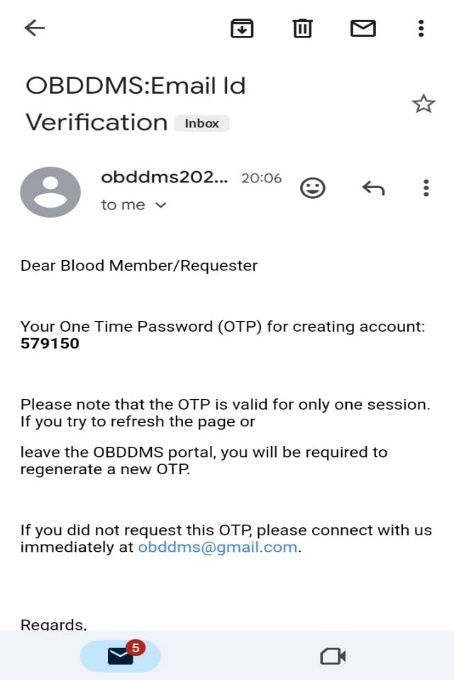 OBDDMS:Email Id
Verification Inbox
obddms202... 20:06
to me
Dear Blood Member/Requester
Your One Time Password (OTP) for creating account:
579150
Please note that the OTP is valid for only one session.
If you try to refresh the page or
leave the OBDDMS portal, you will be required to
regenerate a new OTP.
If you did not request this OTP, please connect with us
immediately at obddms@gmail.com.
Regards,
5